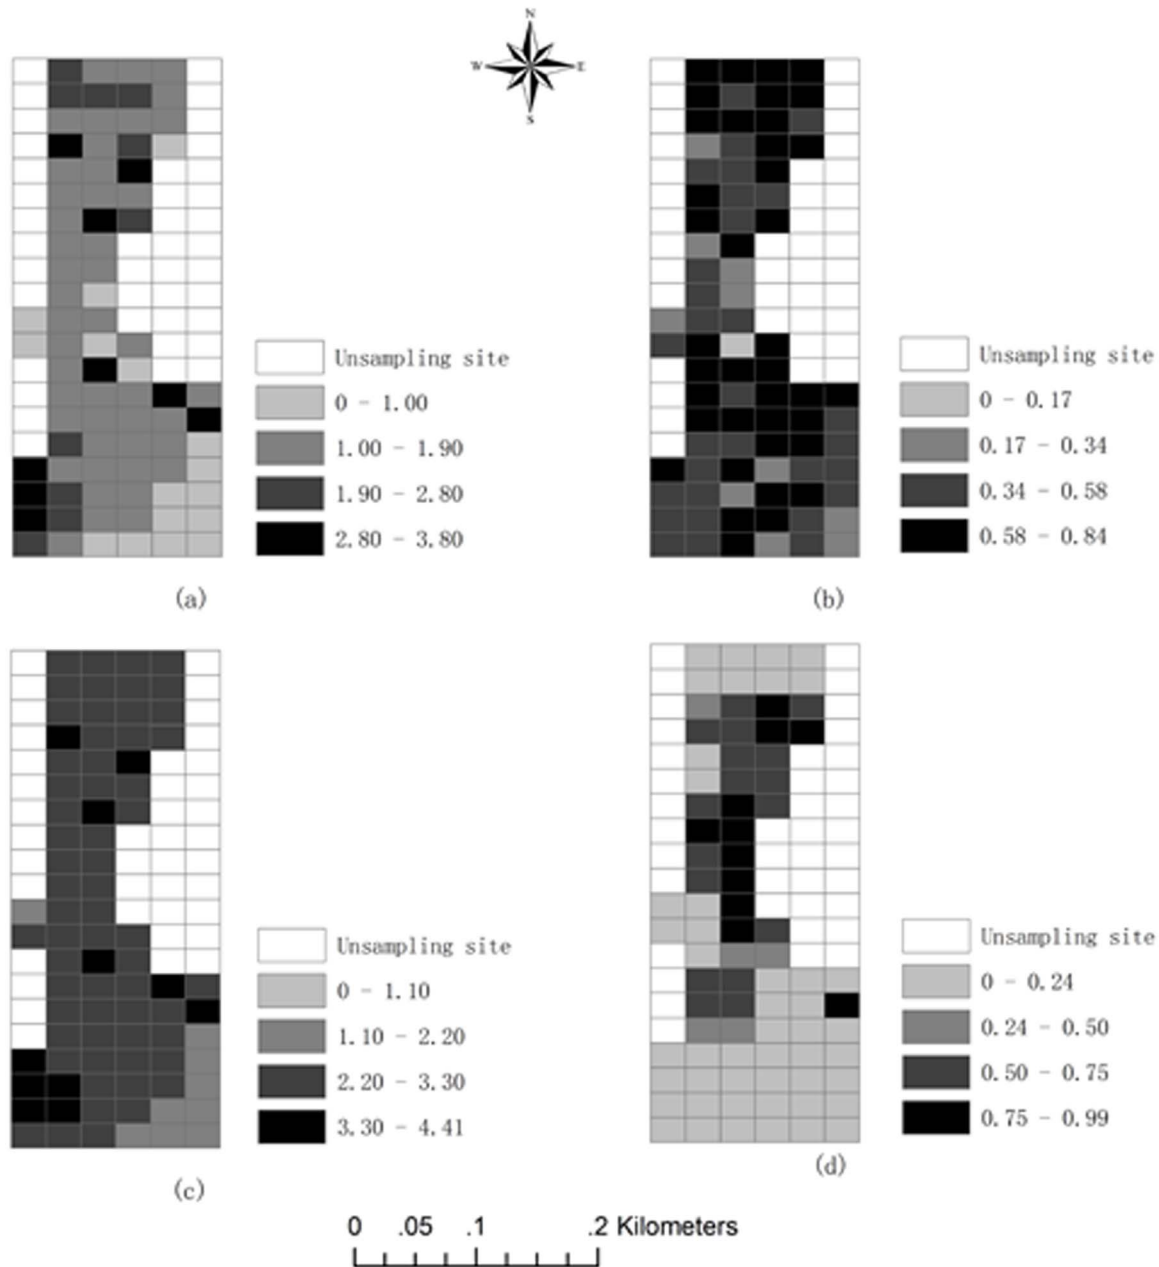 N
W E
S
Unsampling site
0 - 1.00
1.00 - 1.90
1.90 - 2.80
2.80 - 3.80
(a)
Unsampling site
0 - 0.17
0.17 - 0.34
0.34 - 0.58
0.58 - 0.84
(b)
Unsampling site
0 - 1.10
1.10 - 2.20
2.20 - 3.30
3.30 - 4.41
(c)
Unsampling site
0 - 0.24
0.24 - 0.50
0.50 - 0.75
0.75 - 0.99
(d)
0 .05 .1 .2 Kilometers